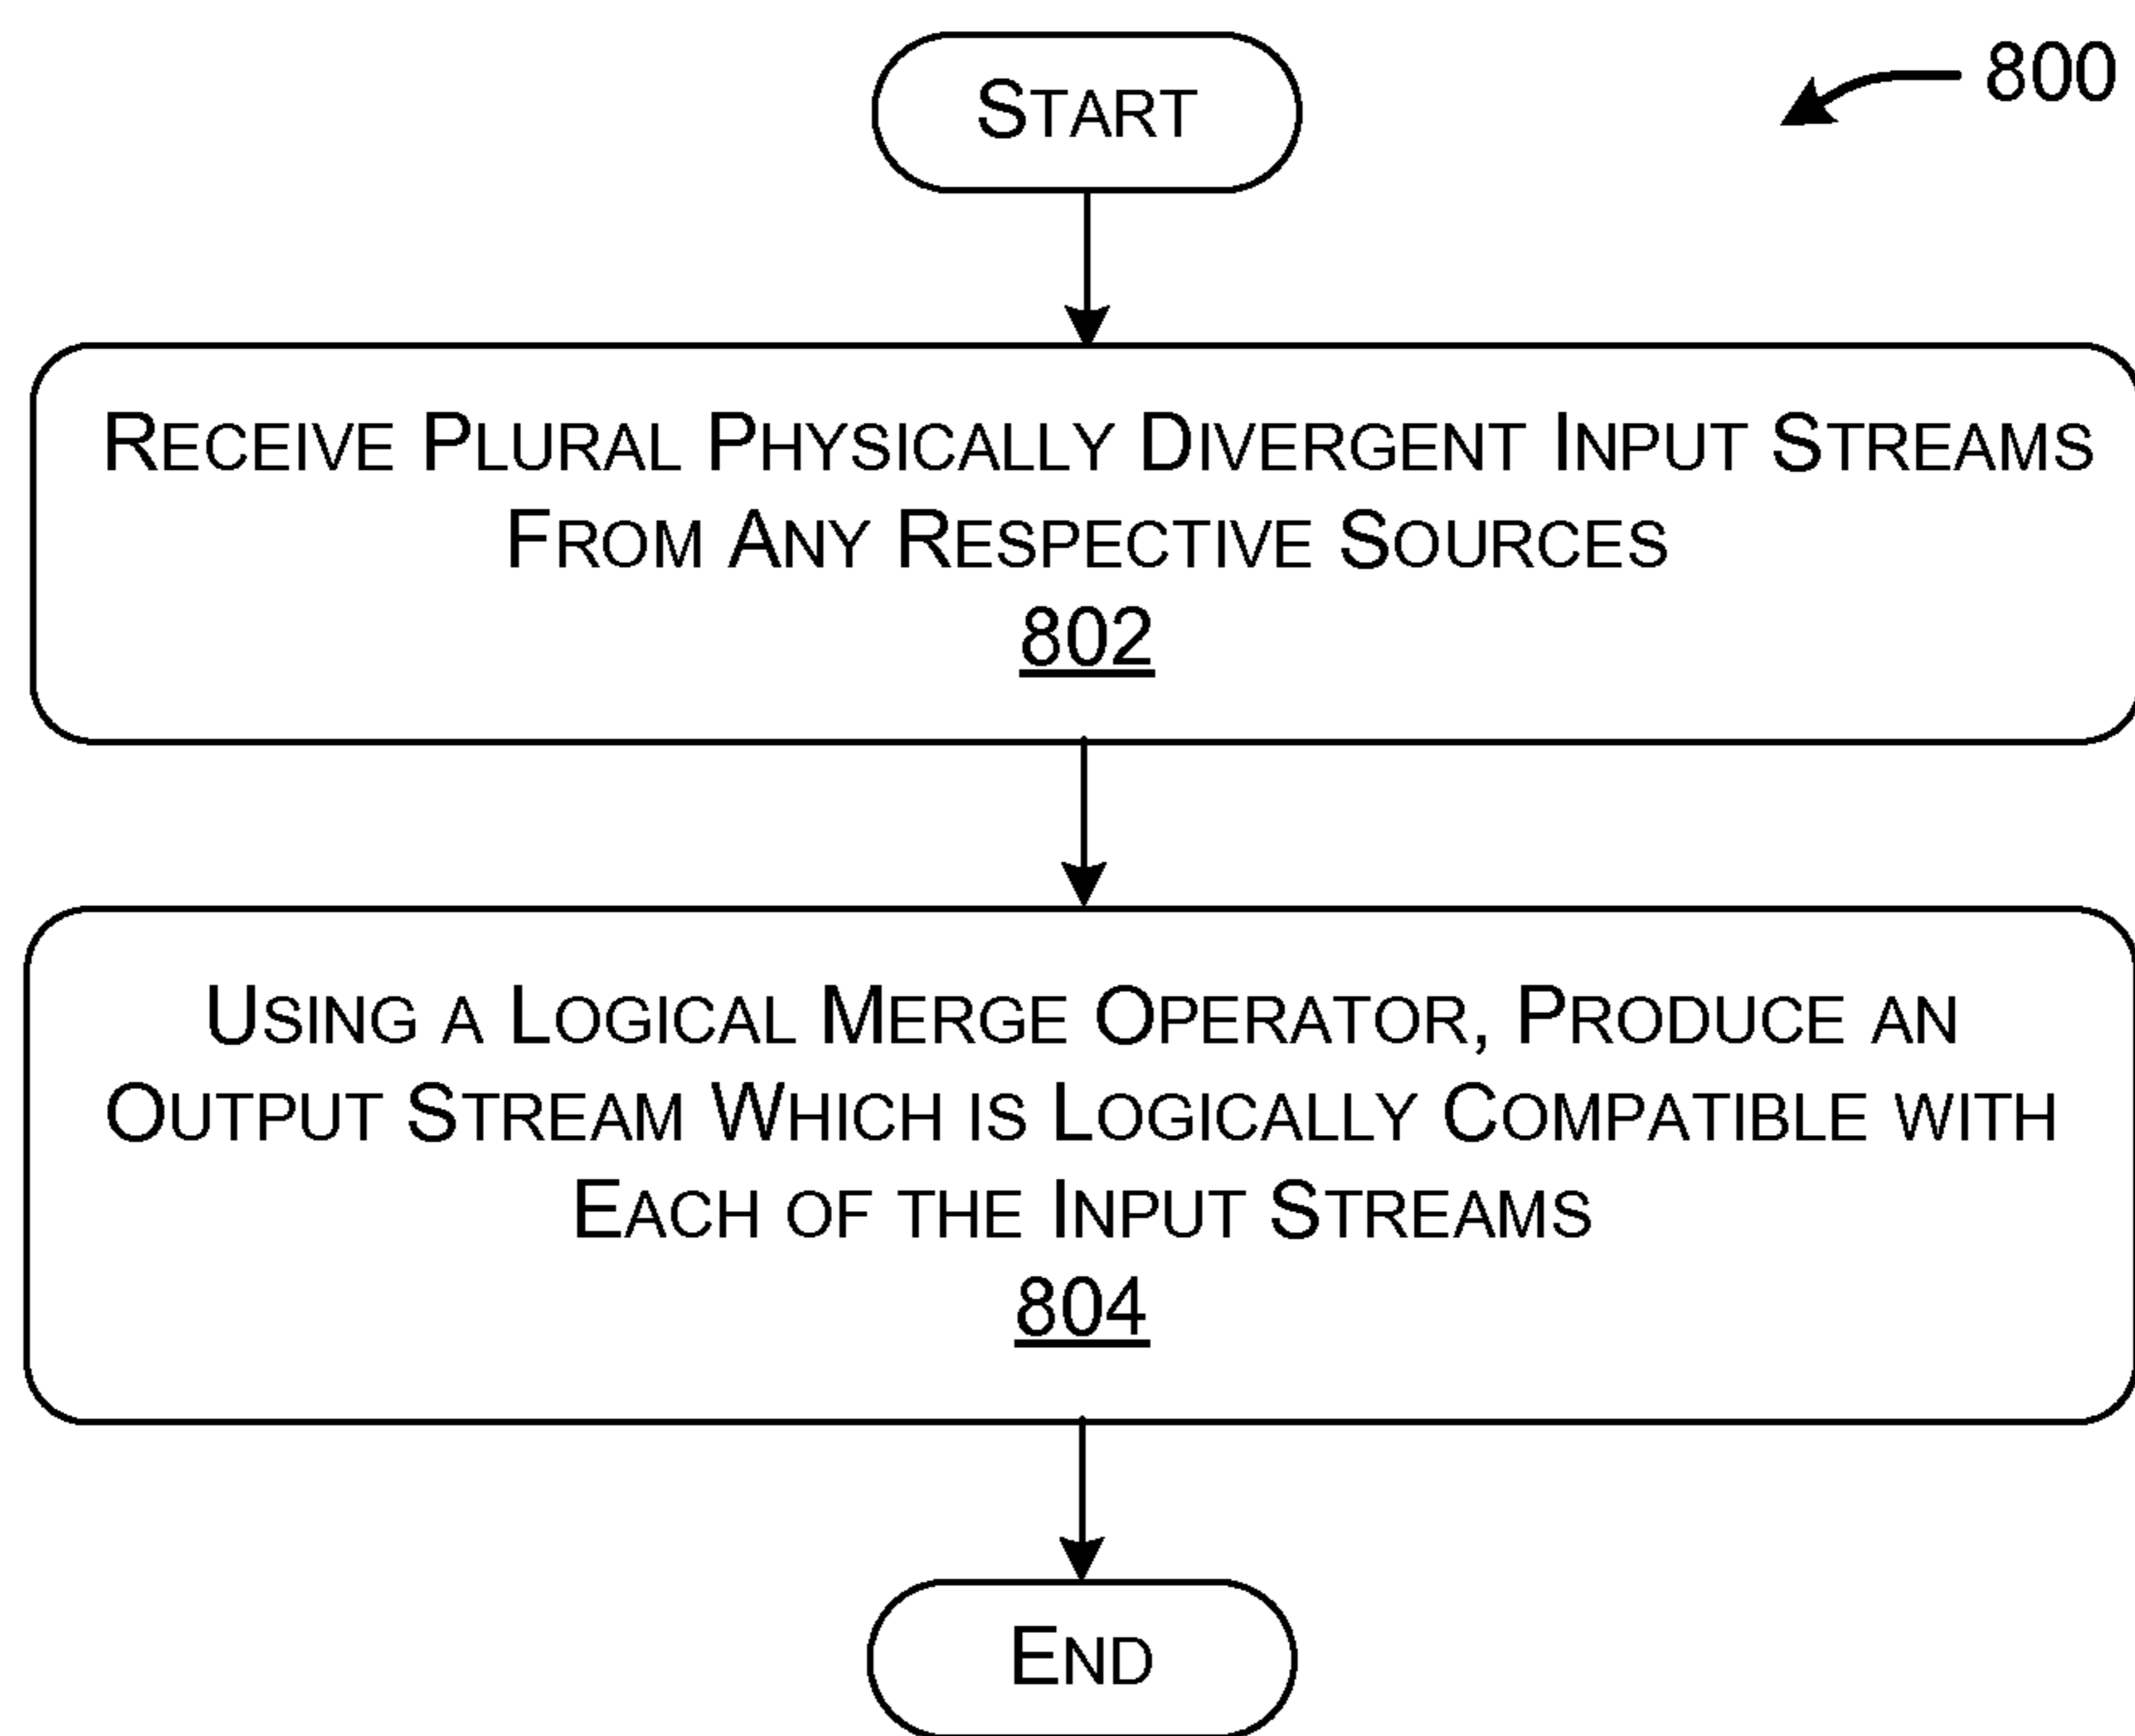 START
800
RECEIVE PLURAL PHYSICALLY DIVERGENT INPUT STREAMS
FROM ANY RESPECTIVE SOURCES
802
USING A LOGICAL MERGE OPERATOR, PRODUCE AN
OUTPUT STREAM WHICH IS LOGICALLY COMPATIBLE WITH
EACH OF THE INPUT STREAMS
804
END